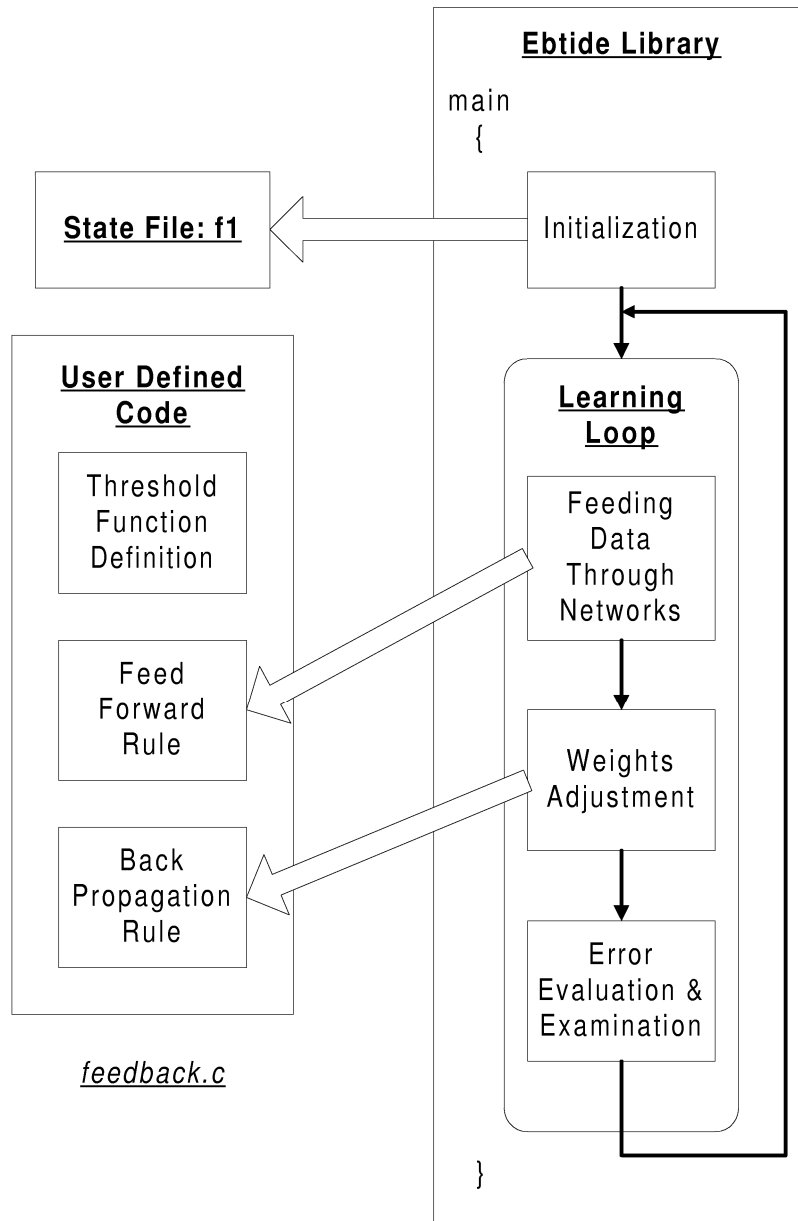 Ebtide Library
main
{
State File: f1
Initialization
User Defined
Code
Threshold
Function
Definition
Feed
Forward
Rule
Back
Propagation
Rule
feedback.c
Learning
Loop
Feeding
Data
Through
Networks
Weights
Adjustment
Error
Evaluation &
Examination
}